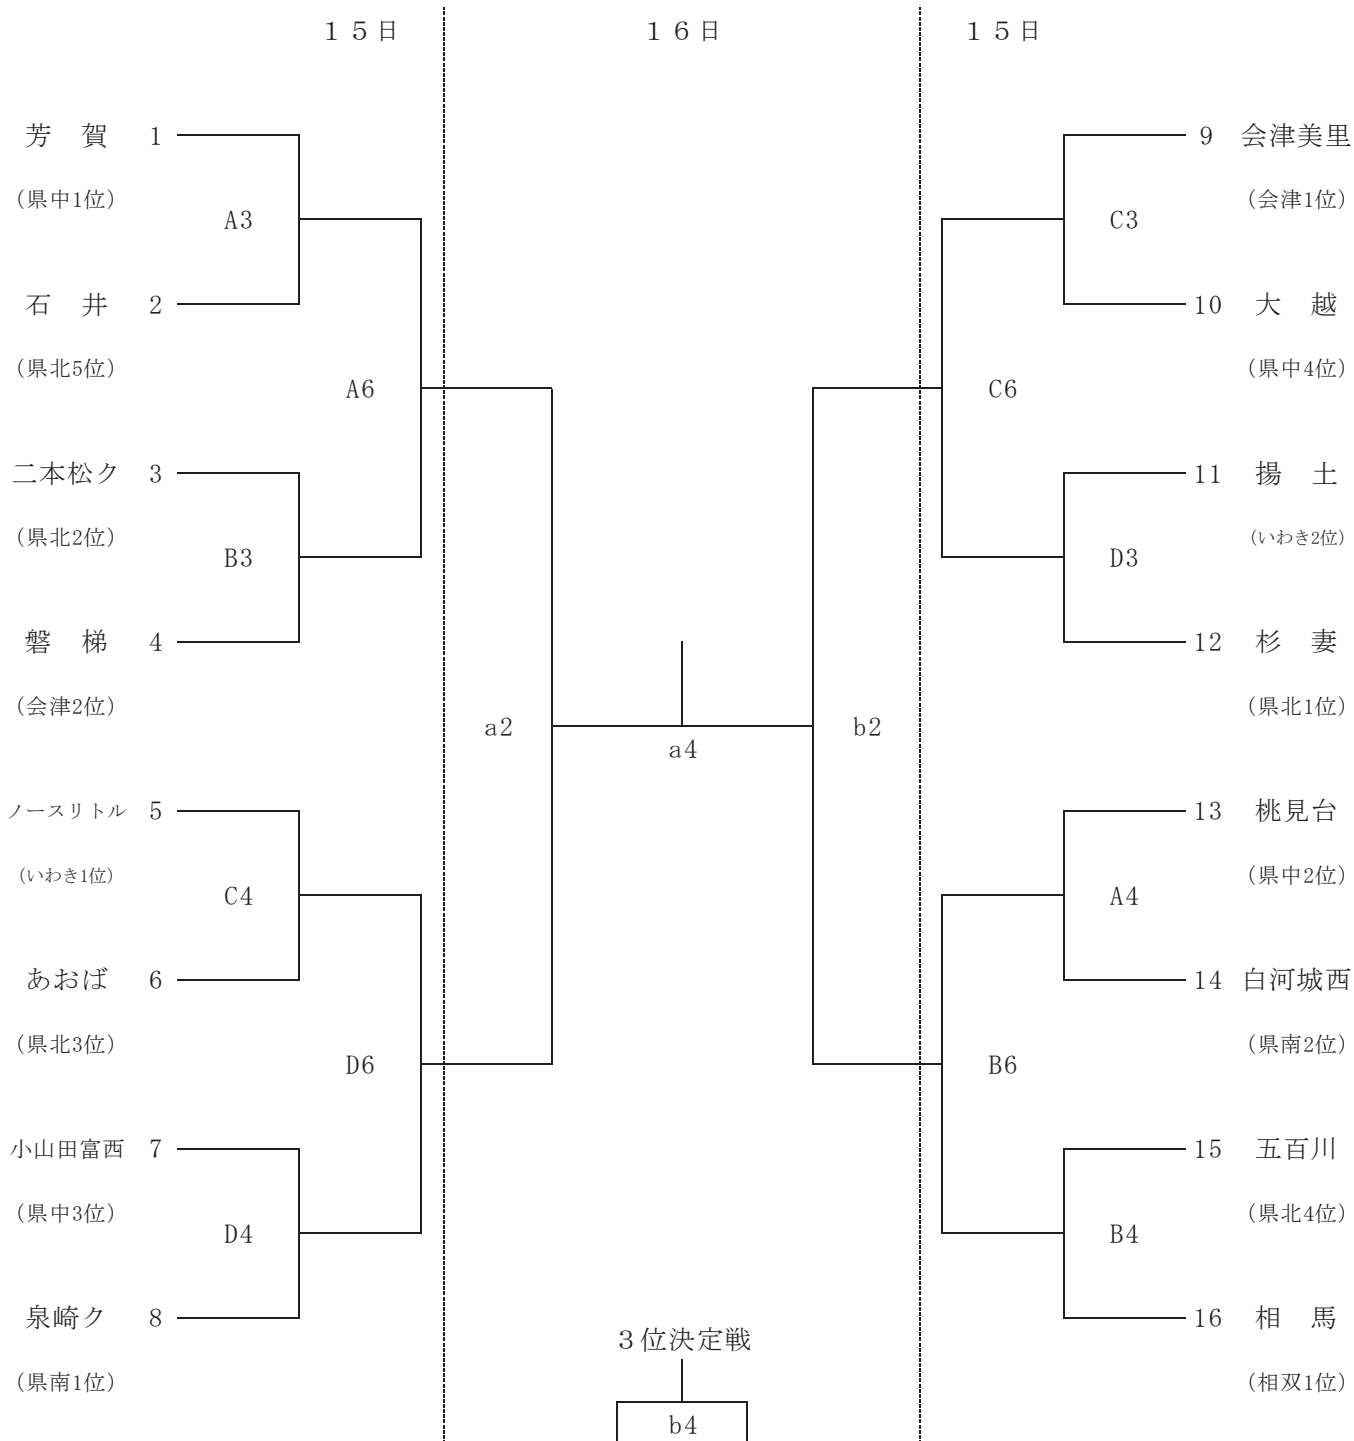 １５日　１６日　１５日
芳　賀　1
(県中1位)
A3
石　井　2
(県北5位)
A6
二本松ク　3
(県北2位)
B3
磐　梯　4
(会津2位)
a2
ノースリトル　5
(いわき1位)
C4
あおば　6
(県北3位)
D6
小山田富西　7
(県中3位)
D4
泉崎ク　8
(県南1位)
a4
9　会津美里
(会津1位)
C3
10　大　越
(県中4位)
C6
11　揚　土
(いわき2位)
D3
12　杉　妻
(県北1位)
b2
13　桃見台
(県中2位)
A4
14　白河城西
(県南2位)
B6
15　五百川
(県北4位)
B4
16　相　馬
(相双1位)
３位決定戦
b4